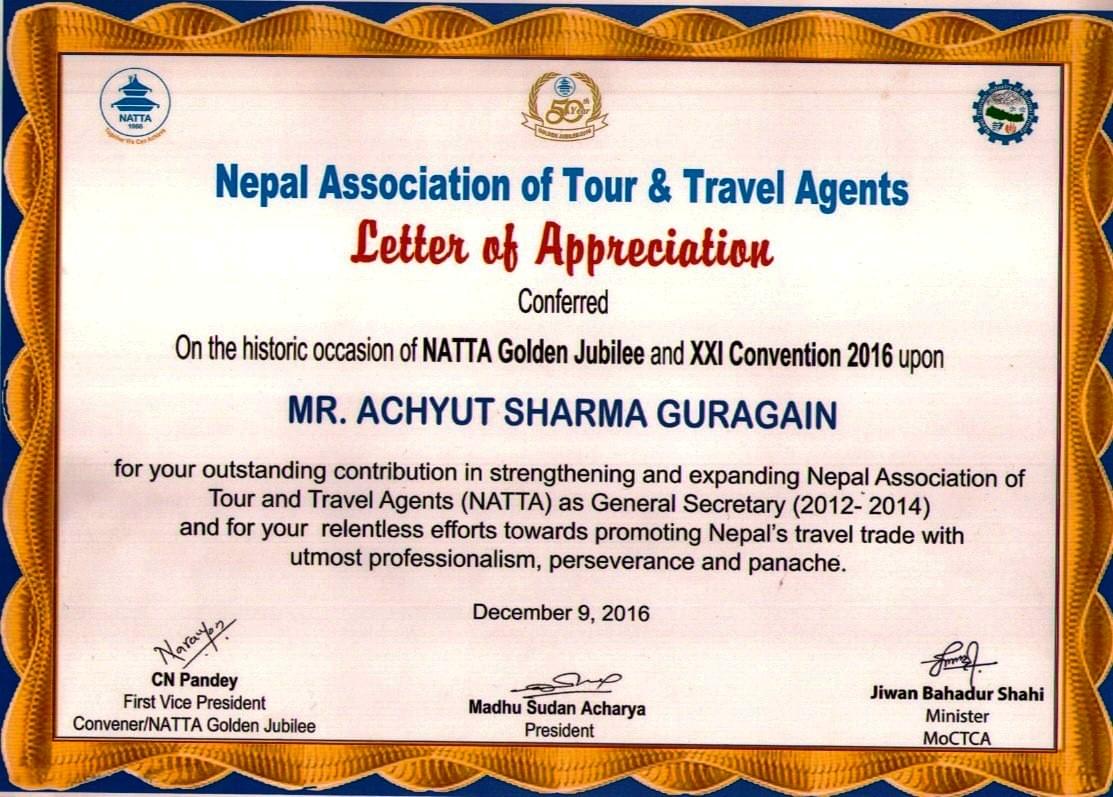 NATTA
1966
Together We Can Achieve
50th Year
GOLDEN JUBILEE 2016
Nepal Association of Tour & Travel Agents
Letter of Appreciation
Conferred
On the historic occasion of NATTA Golden Jubilee and XXI Convention 2016 upon
MR. ACHYUT SHARMA GURAGAIN
for your outstanding contribution in strengthening and expanding Nepal Association of
Tour and Travel Agents (NATTA) as General Secretary (2012- 2014)
and for your relentless efforts towards promoting Nepal's travel trade with
utmost professionalism, perseverance and panache.
December 9, 2016
Narayan
CN Pandey
First Vice President
Convener/NATTA Golden Jubilee
Madhu Sudan Acharya
President
Jiwan Bahadur Shahi
Minister
MoCTCA